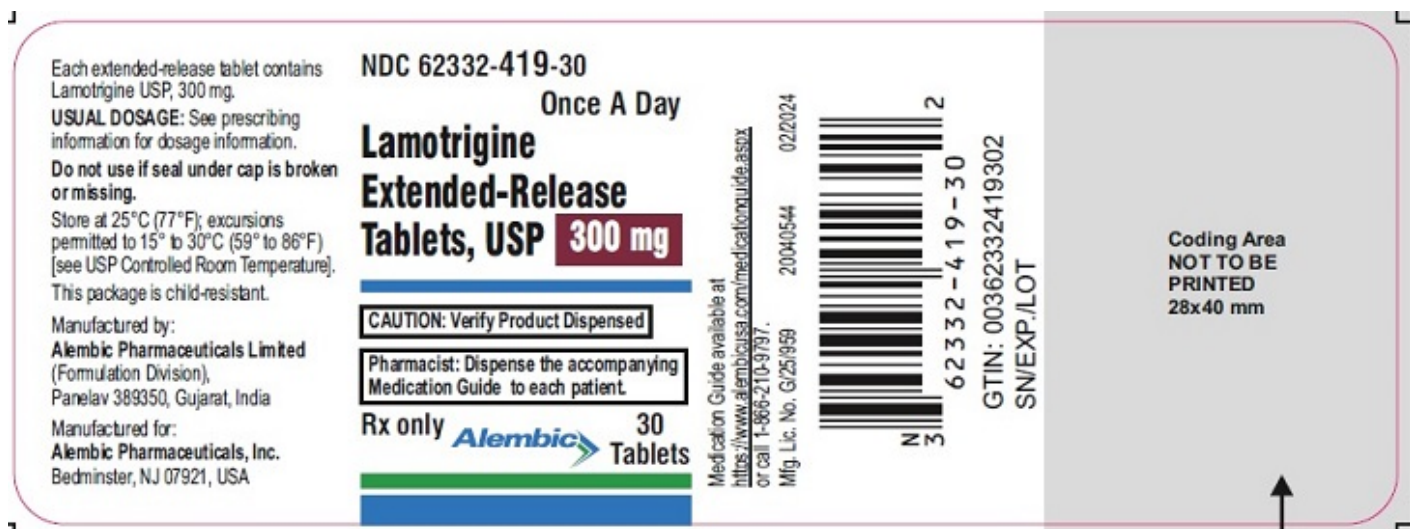 Each extended-release tablet contains
Lamotrigine USP, 300 mg.
USUAL DOSAGE: See prescribing
information for dosage information.
Do not use if seal under cap is broken
or missing.
Store at 25°C (77°F); excursions
permitted to 15° to 30°C (59° to 86°F)
[see USP Controlled Room Temperature].
This package is child-resistant.
Manufactured by:
Alembic Pharmaceuticals Limited
(Formulation Division),
Panelav 389350, Gujarat, India
Manufactured for:
Alembic Pharmaceuticals, Inc.
Bedminster, NJ 07921, USA
NDC 62332-419-30
Once A Day
Lamotrigine
Extended-Release
Tablets, USP 300 mg
CAUTION: Verify Product Dispensed
Pharmacist: Dispense the accompanying
Medication Guide to each patient.
Rx only
Alembic
30
Tablets
Medication Guide available at
https://www.alembicusa.com/medicationguide.aspx
or call 1-866-210-9797.
Mfg. Lic. No. G/25/959 20040544 02/2024
N
3 2
62332-419-30
GTIN: 00362332419302
SN/EXP./LOT
Coding Area
NOT TO BE
PRINTED
28x40 mm